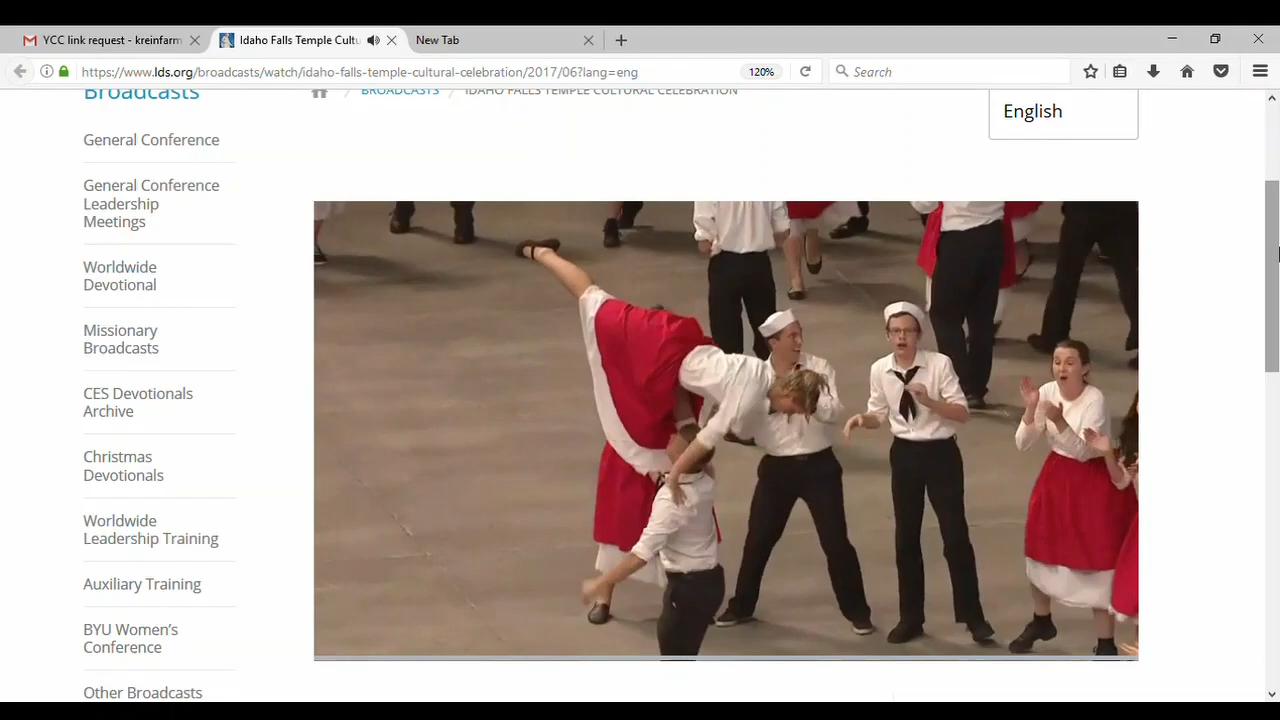 YCC link request - kreinfarm
Idaho Falls Temple Cultu
New Tab
https://www.lds.org/broadcasts/watch/idaho-falls-temple-cultural-celebration/2017/06?lang=eng
120%
Search
Broadcasts
BROADCASTS / IDAHO FALLS TEMPLE CULTURAL CELEBRATION
English
General Conference
General Conference
Leadership
Meetings
Worldwide
Devotional
Missionary
Broadcasts
CES Devotionals
Archive
Christmas
Devotionals
Worldwide
Leadership Training
Auxiliary Training
BYU Women’s
Conference
Other Broadcasts